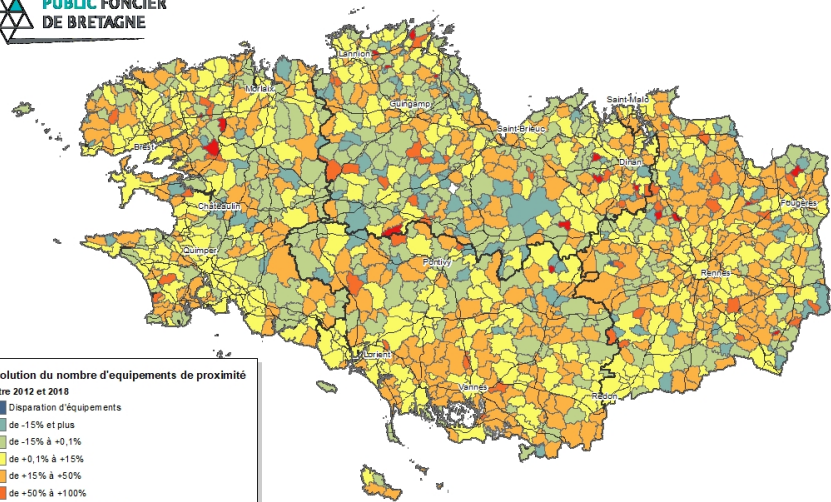 PUBLIC FONCIER
DE BRETAGNE
Lannion
Morlaix
Guingamp
Saint-Malo
Saint-Brieuc
Brest
Dinan
Fougères
Châteaulin
Quimper
Pontivy
Rennes
Lorient
Vannes
Redon
olution du nombre d'equipements de proximité
tre 2012 et 2018
Disparation d'équipements
de -15% et plus
de -15% à +0,1%
de +0,1% à +15%
de +15% à +50%
de +50% à +100%